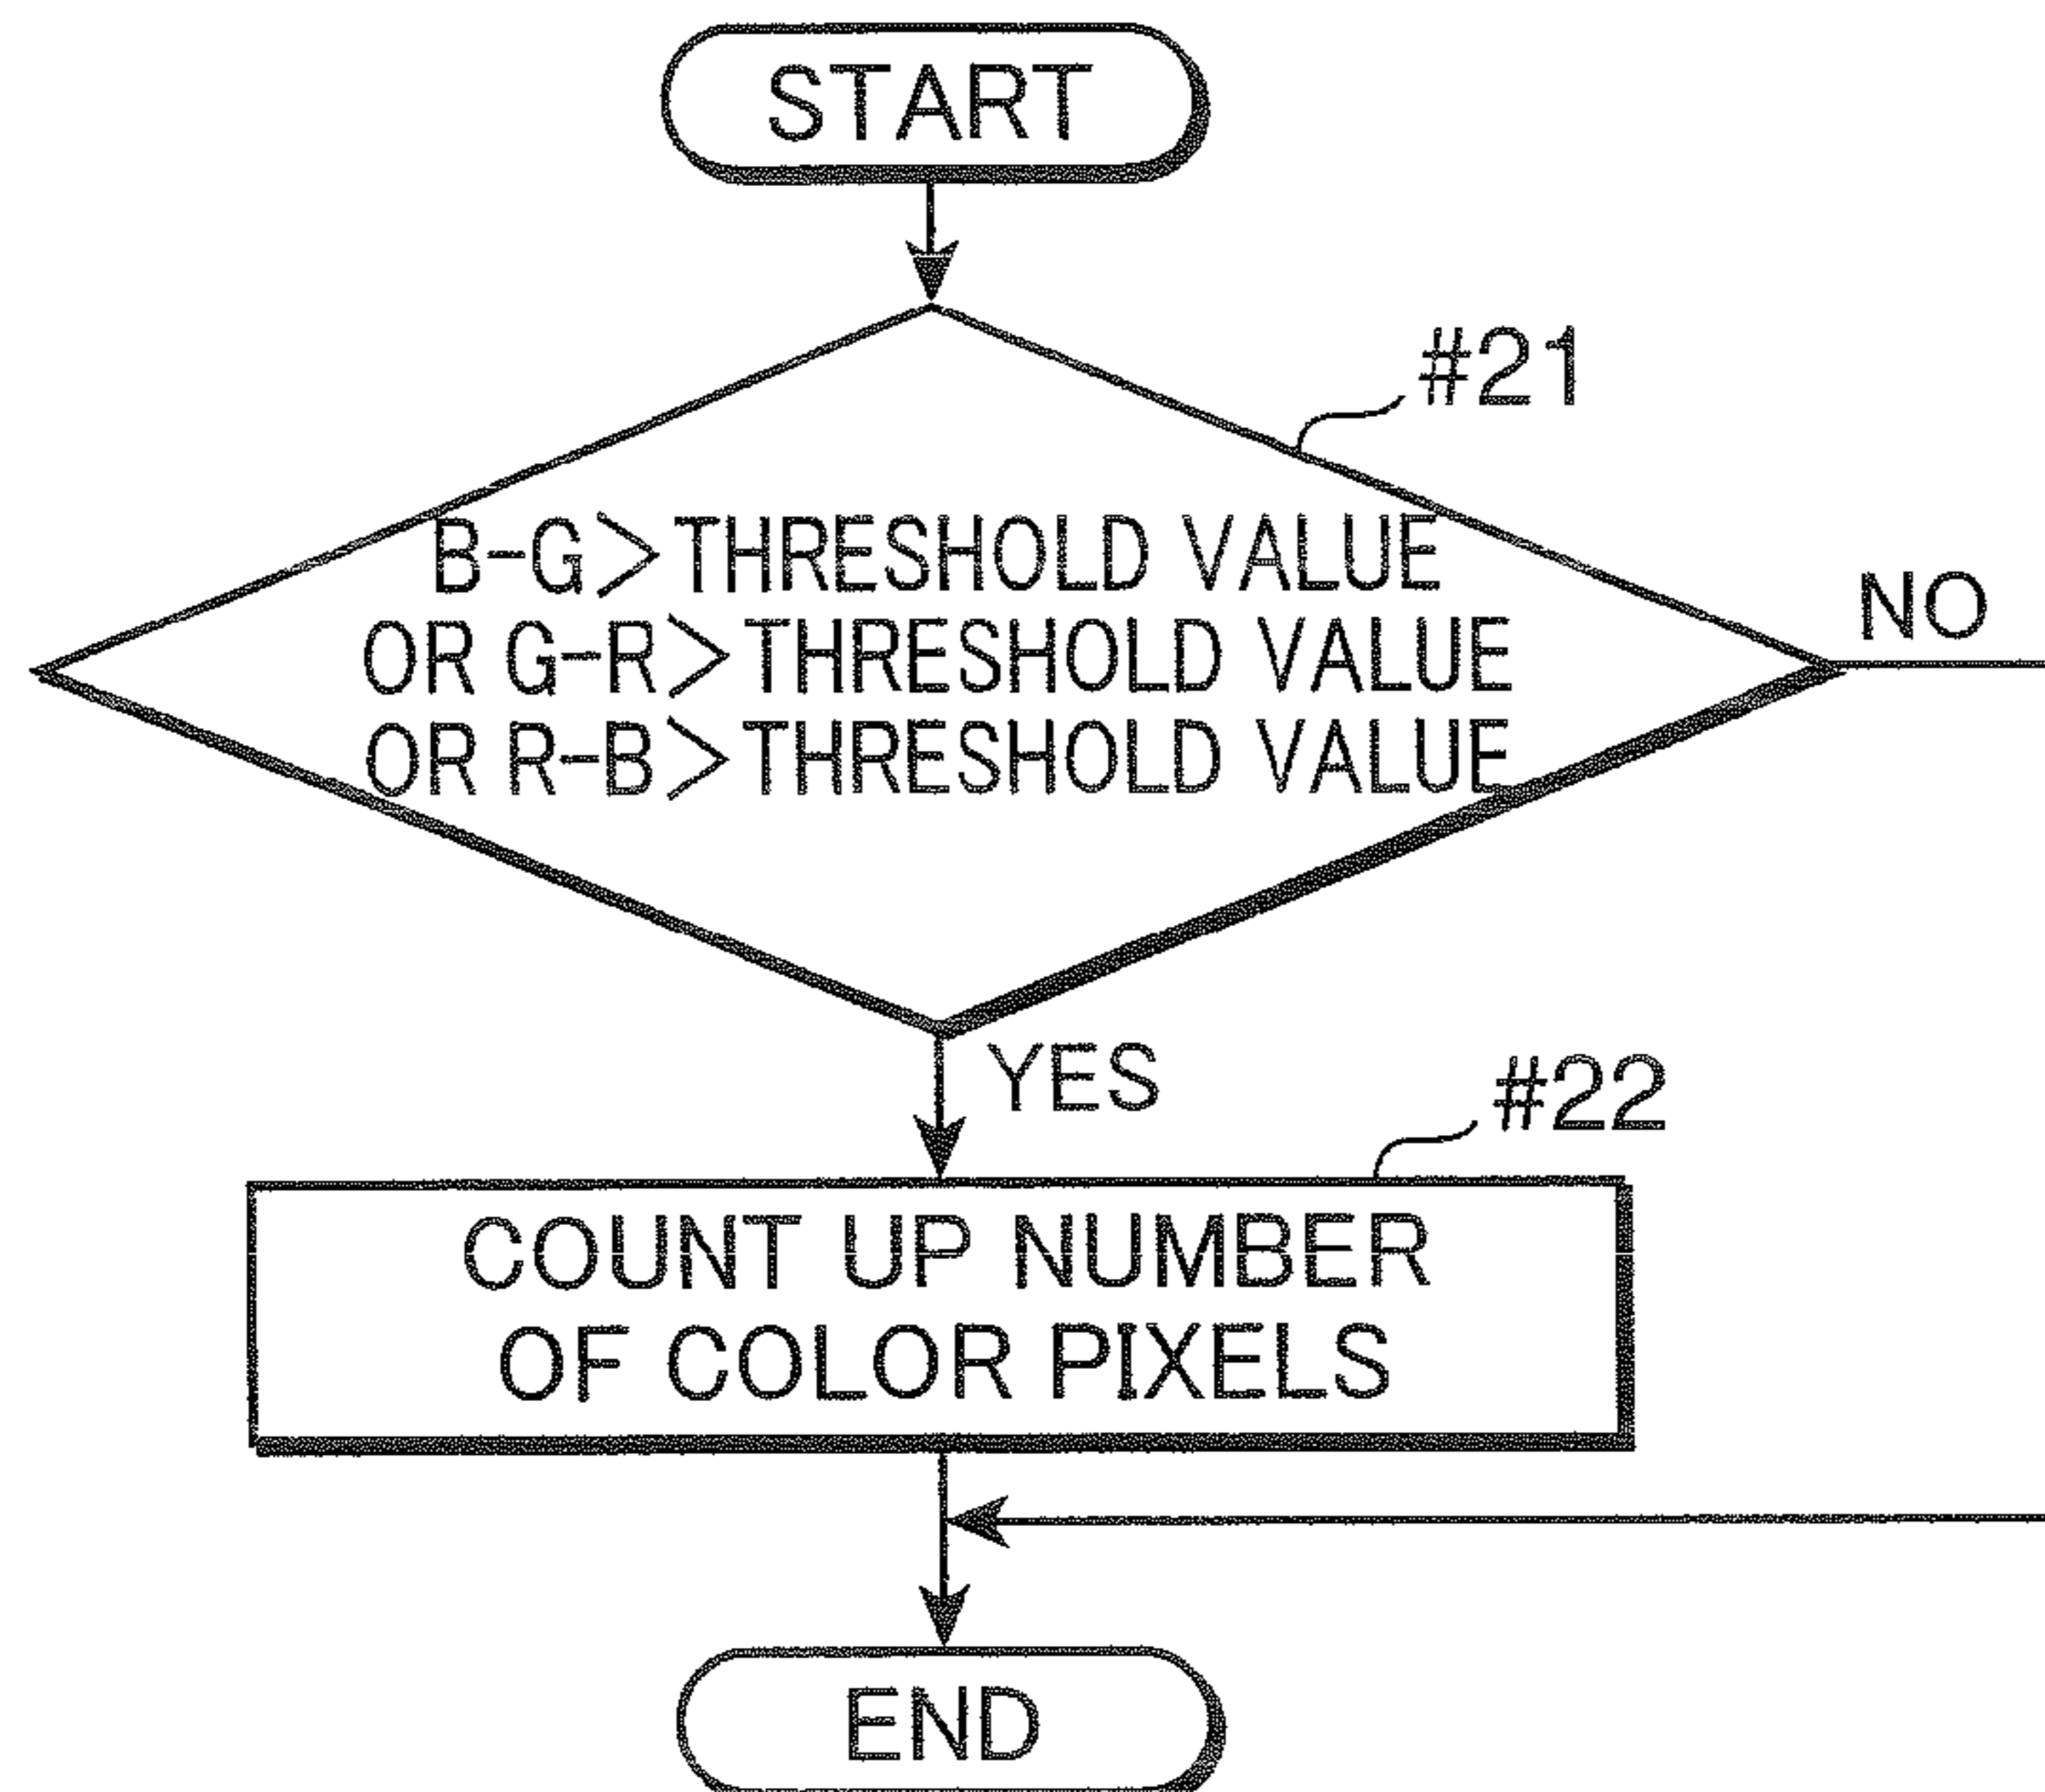 START
#21
B-G>THRESHOLD VALUE
OR G-R>THRESHOLD VALUE
OR R-B>THRESHOLD VALUE
NO
YES
#22
COUNT UP NUMBER
OF COLOR PIXELS
END